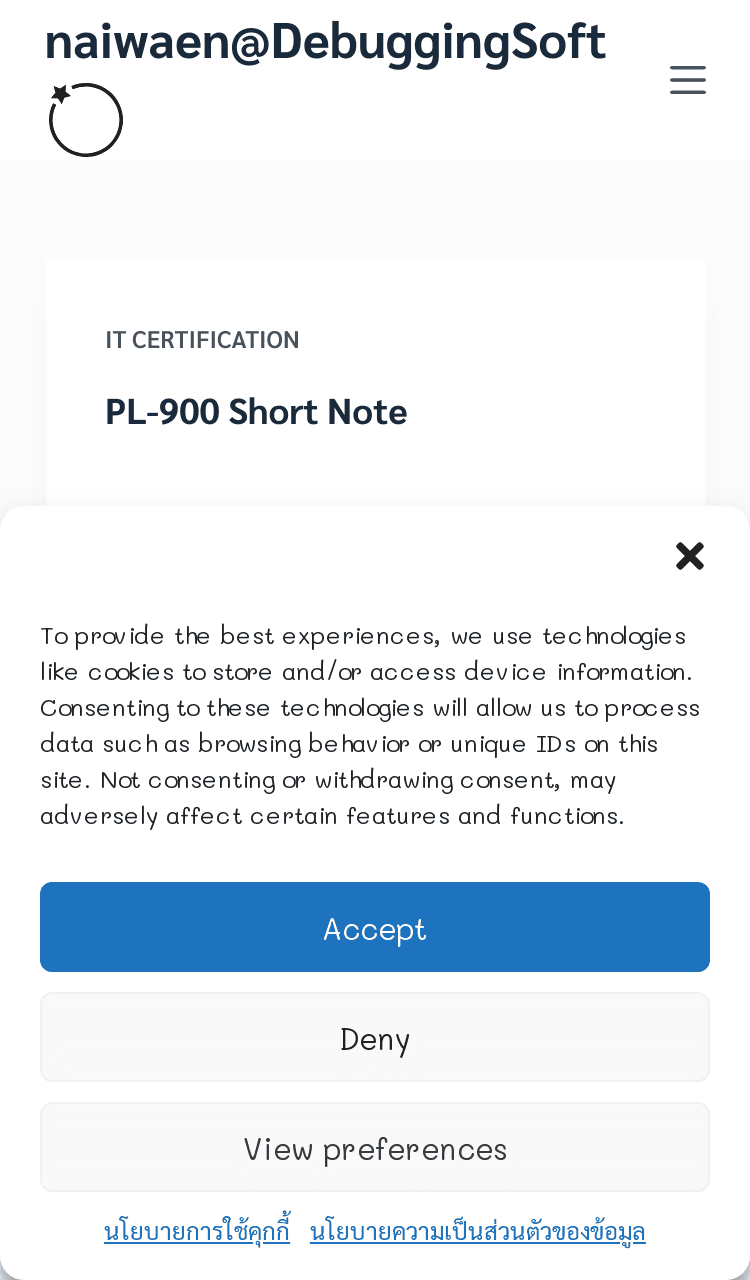 naiwaen@DebuggingSoft
IT CERTIFICATION
PL-900 Short Note
To provide the best experiences, we use technologies
like cookies to store and/or access device information.
Consenting to these technologies will allow us to process
data such as browsing behavior or unique IDs on this
site. Not consenting or withdrawing consent, may
adversely affect certain features and functions.
Accept
Deny
View preferences
นโยบายการใช้คุกกี้ นโยบายความเป็นส่วนตัวของข้อมูล